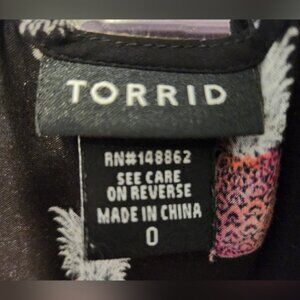 TORRID
RN#148862
SEE CARE
ON REVERSE
MADE IN CHINA
0